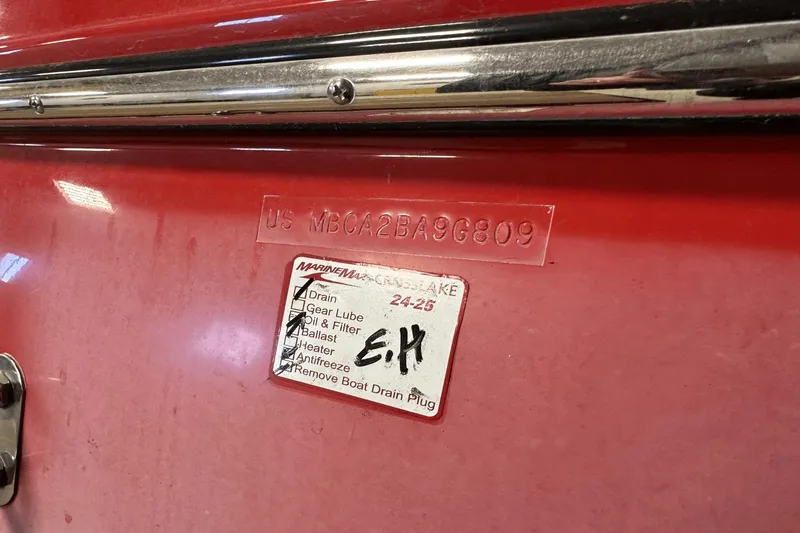 US MBCA2BA9G809
MARINEMAX-CROSSLAKE
24-25
Drain
Gear Lube
Oil & Filter
Ballast
Heater
Antifreeze
Remove Boat Drain Plug
E.H